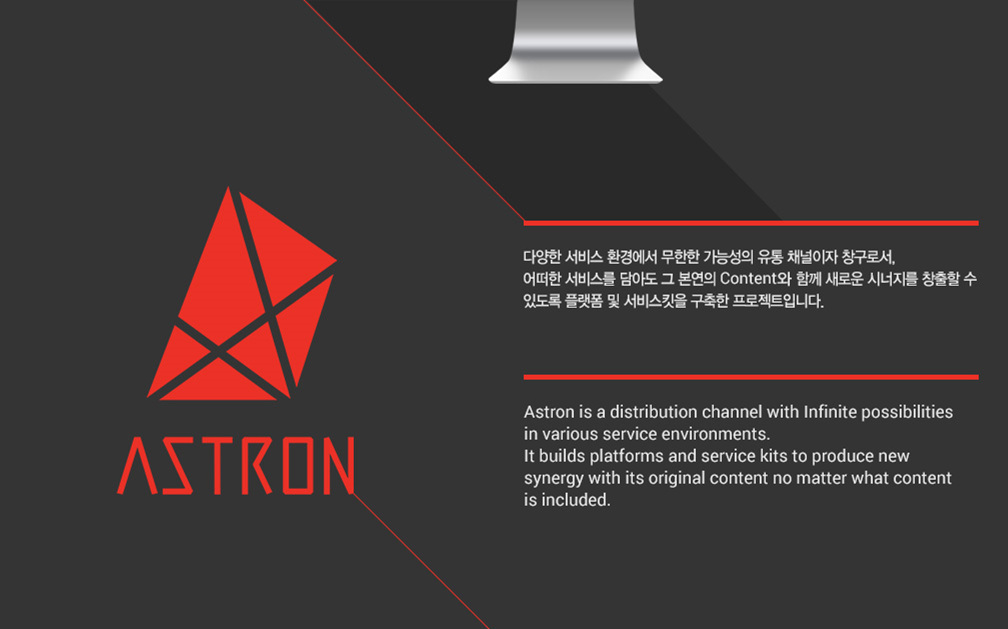 ASTRON
다양한 서비스 환경에서 무한한 가능성의 유통 채널이자 창구로서,
어떠한 서비스를 담아도 그 본연의 Content와 함께 새로운 시너지를 창출할 수
있도록 플랫폼 및 서비스킷을 구축한 프로젝트입니다.
Astron is a distribution channel with Infinite possibilities
in various service environments.
It builds platforms and service kits to produce new
synergy with its original content no matter what content
is included.